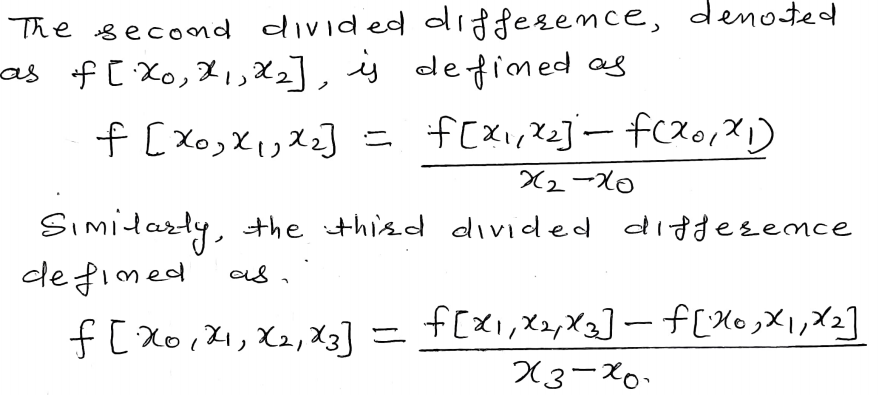 The second divided difference, denoted
as f[x₀, x₁, x₂], is defined as
f[x₀, x₁, x₂] = (f[x₁, x₂] − f(x₀, x₁)) / (x₂ − x₀)
Similarly, the third divided difference
defined as.
f[x₀, x₁, x₂, x₃] = (f[x₁, x₂, x₃] − f[x₀, x₁, x₂]) / (x₃ − x₀).